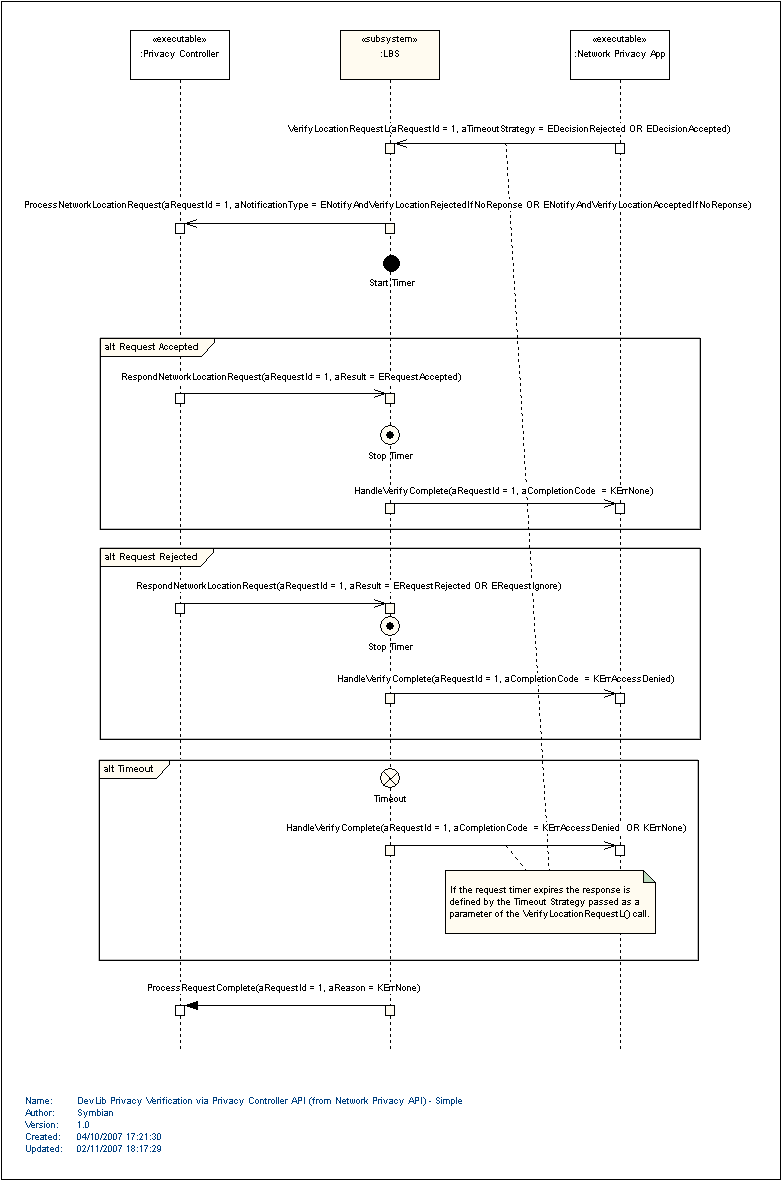 «executable»
:Privacy Controller
«subsystem»
:LBS
«executable»
:Network Privacy App
VerifyLocationRequestL(aRequestId = 1, aTimeoutStrategy = EDecisionRejected OR EDecisionAccepted)
ProcessNetworkLocationRequest(aRequestId = 1, aNotificationType = ENotifyAndVerifyLocationRejectedIfNoReponse OR ENotifyAndVerifyLocationAcceptedIfNoReponse)
Start Timer
alt Request Accepted
RespondNetworkLocationRequest(aRequestId = 1, aResult = ERequestAccepted)
Stop Timer
HandleVerifyComplete(aRequestId = 1, aCompletionCode = KErrNone)
alt Request Rejected
RespondNetworkLocationRequest(aRequestId = 1, aResult = ERequestRejected OR ERequestIgnore)
Stop Timer
HandleVerifyComplete(aRequestId = 1, aCompletionCode = KErrAccessDenied)
alt Timeout
Timeout
HandleVerifyComplete(aRequestId = 1, aCompletionCode = KErrAccessDenied OR KErrNone)
If the request timer expires the response is
defined by the Timeout Strategy passed as a
parameter of the VerifyLocationRequestL() call.
ProcessRequestComplete(aRequestId = 1, aReason = KErrNone)
Name: DevLib Privacy Verification via Privacy Controller API (from Network Privacy API) - Simple
Author: Symbian
Version: 1.0
Created: 04/10/2007 17:21:30
Updated: 02/11/2007 18:17:29